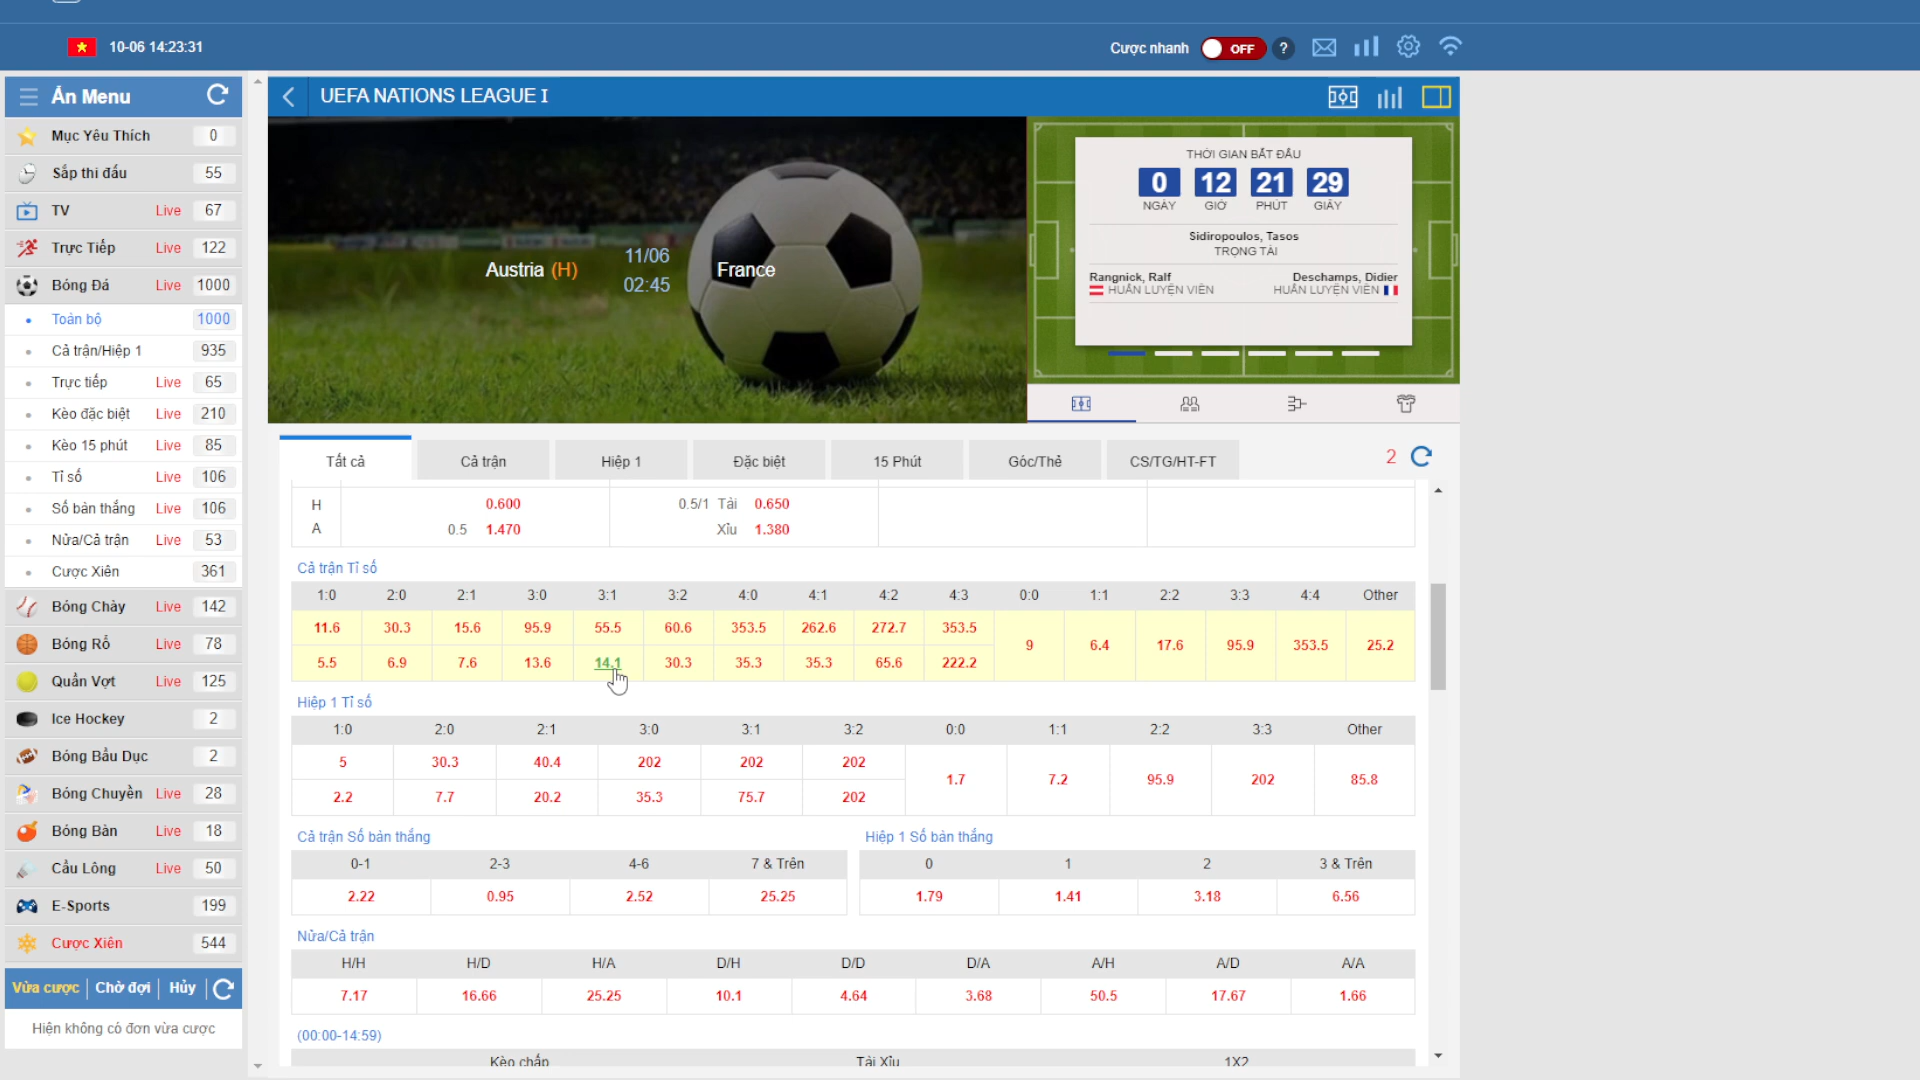 10-06 14:23:31
Cược nhanh OFF ?
Ẩn Menu
Mục Yêu Thích 0
Sắp thi đấu 55
TV Live 67
Trực Tiếp Live 122
Bóng Đá Live 1000
Toàn bộ 1000
Cả trận/Hiệp 1 935
Trực tiếp Live 65
Kèo đặc biệt Live 210
Kèo 15 phút Live 85
Tỉ số Live 106
Số bàn thắng Live 106
Nửa/Cả trận Live 53
Cược Xiên 361
Bóng Chày Live 142
Bóng Rổ Live 78
Quần Vợt Live 125
Ice Hockey 2
Bóng Bầu Dục 2
Bóng Chuyền Live 28
Bóng Bàn Live 18
Cầu Lông Live 50
E-Sports 199
Cược Xiên 544
Vừa cược Chờ đợi Hủy
Hiện không có đơn vừa cược
UEFA NATIONS LEAGUE I
Austria (H) 11/06 France
02:45
THỜI GIAN BẮT ĐẦU
0 12 21 29
NGÀY GIỜ PHÚT GIÂY
Sidiropoulos, Tasos
TRỌNG TÀI
Rangnick, Ralf Deschamps, Didier
HUẤN LUYỆN VIÊN HUẤN LUYỆN VIÊN
Tất cả Cả trận Hiệp 1 Đặc biệt 15 Phút Góc/Thẻ CS/TG/HT-FT 2
H 0.600 0.5/1 Tài 0.650
A 0.5 1.470 Xỉu 1.380
Cả trận Tỉ số
1:0 2:0 2:1 3:0 3:1 3:2 4:0 4:1 4:2 4:3 0:0 1:1 2:2 3:3 4:4 Other
11.6 30.3 15.6 95.9 55.5 60.6 353.5 262.6 272.7 353.5
9 6.4 17.6 95.9 353.5 25.2
5.5 6.9 7.6 13.6 14.1 30.3 35.3 35.3 65.6 222.2
Hiệp 1 Tỉ số
1:0 2:0 2:1 3:0 3:1 3:2 0:0 1:1 2:2 3:3 Other
5 30.3 40.4 202 202 202
1.7 7.2 95.9 202 85.8
2.2 7.7 20.2 35.3 75.7 202
Cả trận Số bàn thắng Hiệp 1 Số bàn thắng
0-1 2-3 4-6 7 & Trên 0 1 2 3 & Trên
2.22 0.95 2.52 25.25 1.79 1.41 3.18 6.56
Nửa/Cả trận
H/H H/D H/A D/H D/D D/A A/H A/D A/A
7.17 16.66 25.25 10.1 4.64 3.68 50.5 17.67 1.66
(00:00-14:59)
Kèo chấp Tài Xỉu 1X2